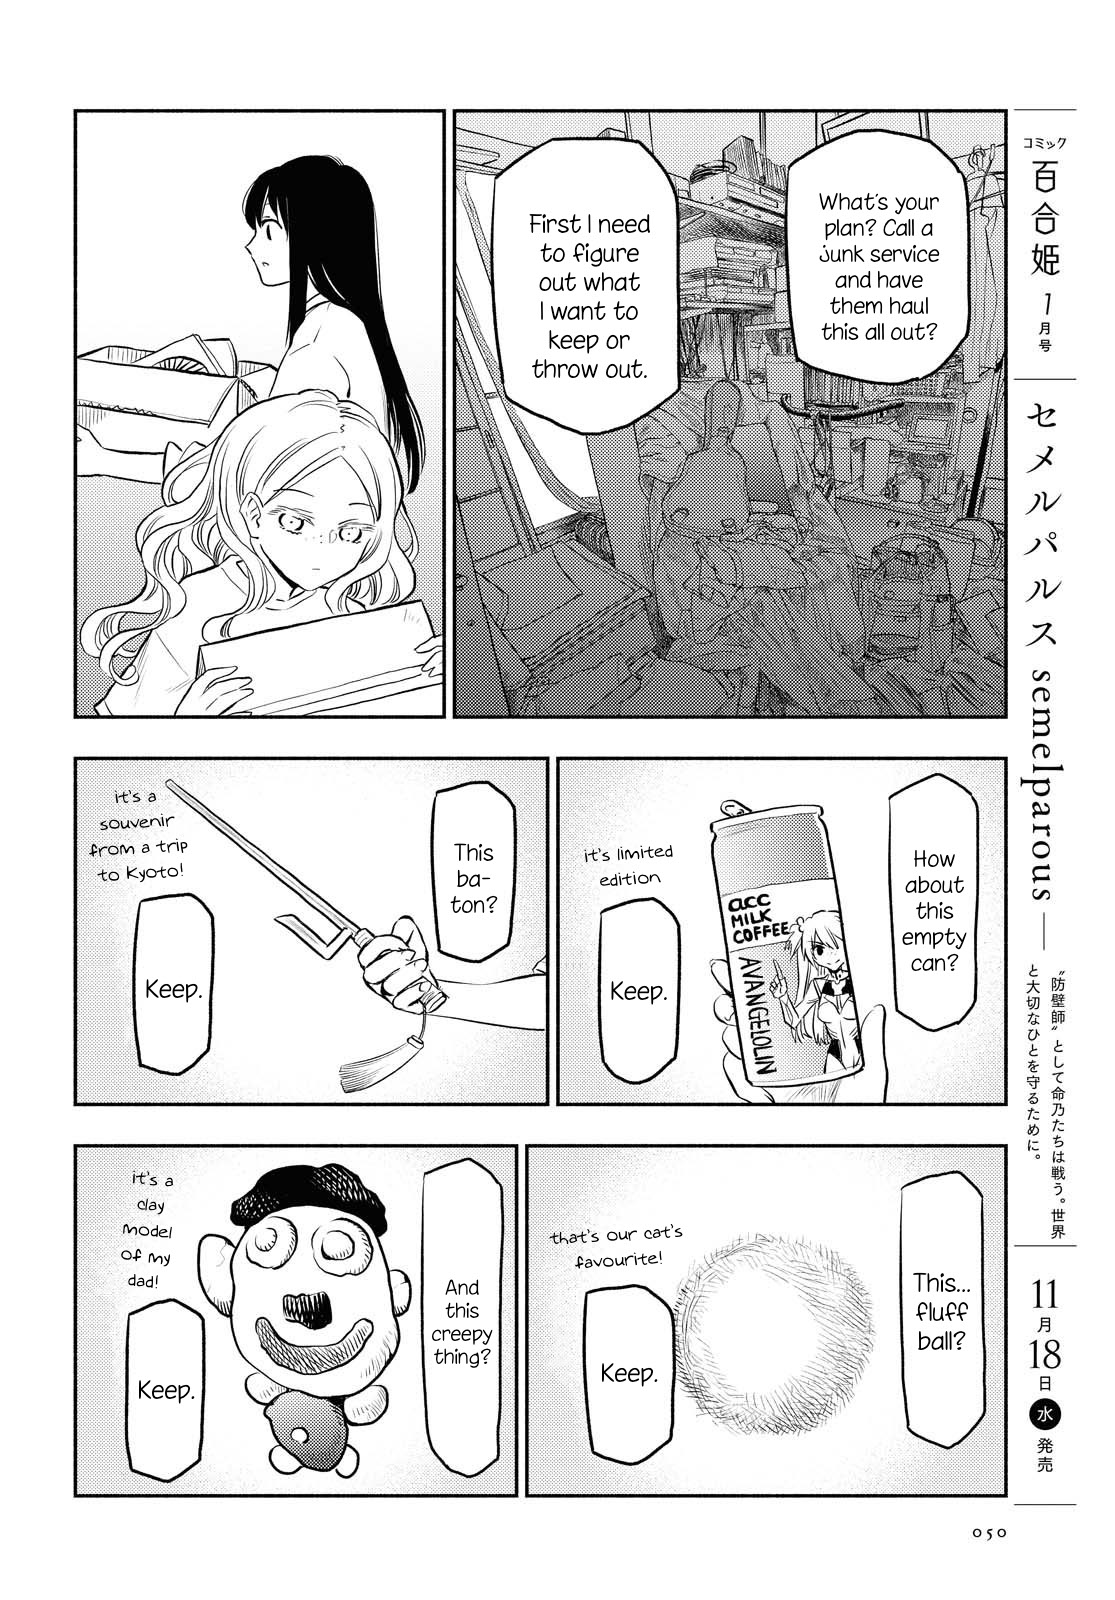 What's your
plan? Call a
junk service
and have
them haul
this all out?
First I need
to figure
out what
I want to
keep or
throw out.
How
about
this
empty
can?
acc
MILK
COFFEE
AVANGELOLIN
it's limited
edition
Keep.
This
ba-
ton?
it's a
souvenir
from a trip
to Kyoto!
Keep.
This...
fluff
ball?
that's our cat's
favourite!
Keep.
And
this
creepy
thing?
it's a
clay
model
of my
dad!
Keep.
コミック
百合姫
1
月号
セメルパルス semelparous ——
〝防壁師〟として命乃たちは戦う。世界
と大切なひとを守るために。
11
月
18
日
水
発売
050